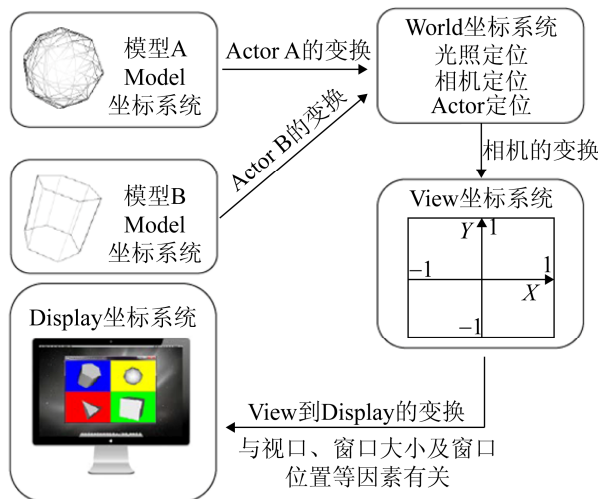 模型A
Model
坐标系统
Actor A的变换
World坐标系统
光照定位
相机定位
Actor定位
Actor B的变换
相机的变换
模型B
Model
坐标系统
View坐标系统
Y 1
−1 1
X
−1
Display坐标系统
View到Display的变换
与视口、窗口大小及窗口
位置等因素有关